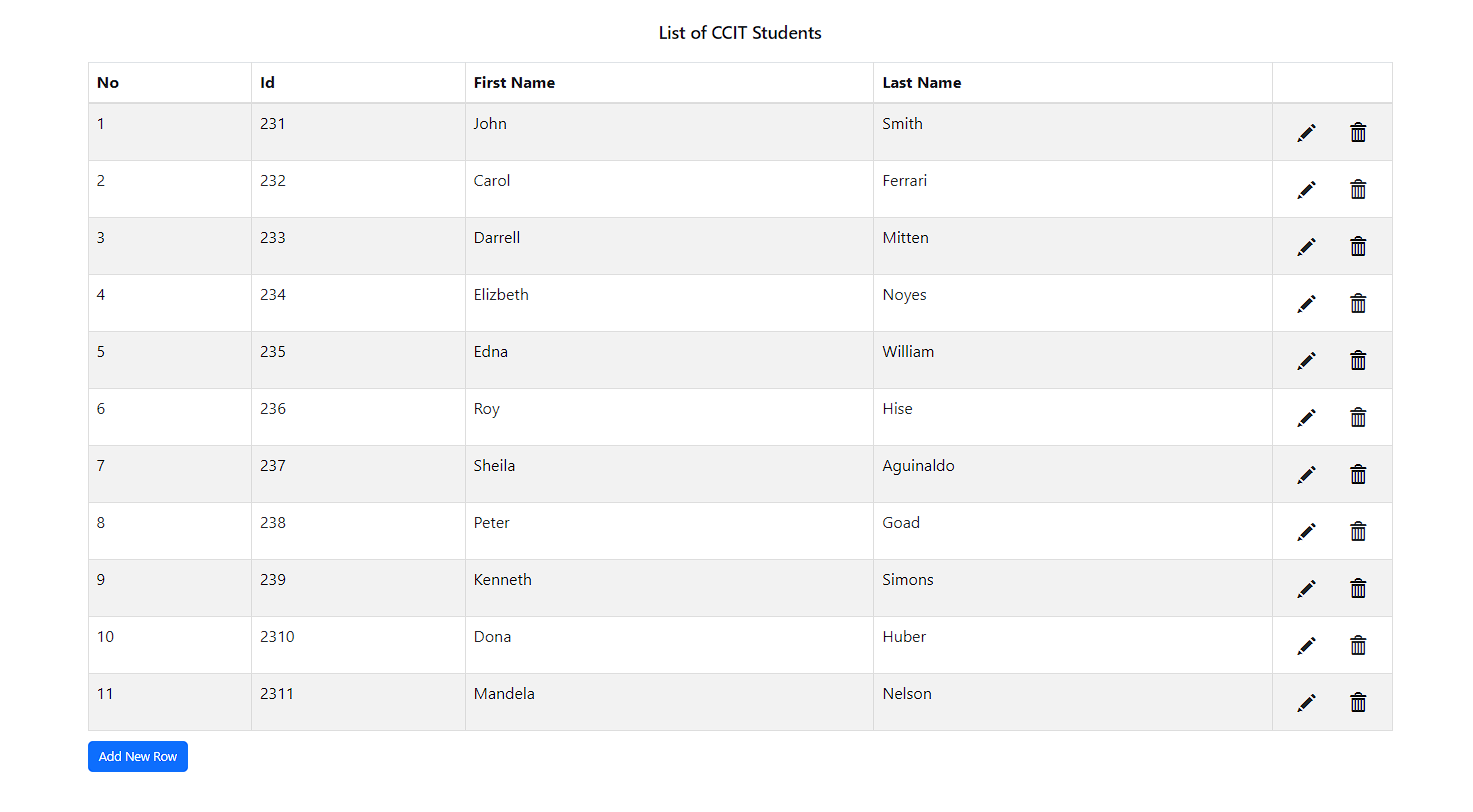 List of CCIT Students
No Id First Name Last Name
1 231 John Smith
2 232 Carol Ferrari
3 233 Darrell Mitten
4 234 Elizbeth Noyes
5 235 Edna William
6 236 Roy Hise
7 237 Sheila Aguinaldo
8 238 Peter Goad
9 239 Kenneth Simons
10 2310 Dona Huber
11 2311 Mandela Nelson
Add New Row